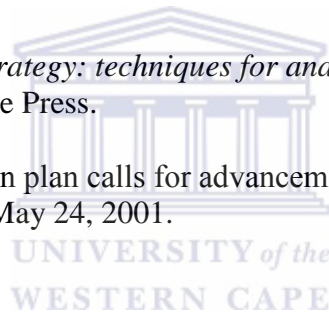 rategy: techniques for and
e Press.
n plan calls for advancem
May 24, 2001.
UNIVERSITY of the
WESTERN CAPE